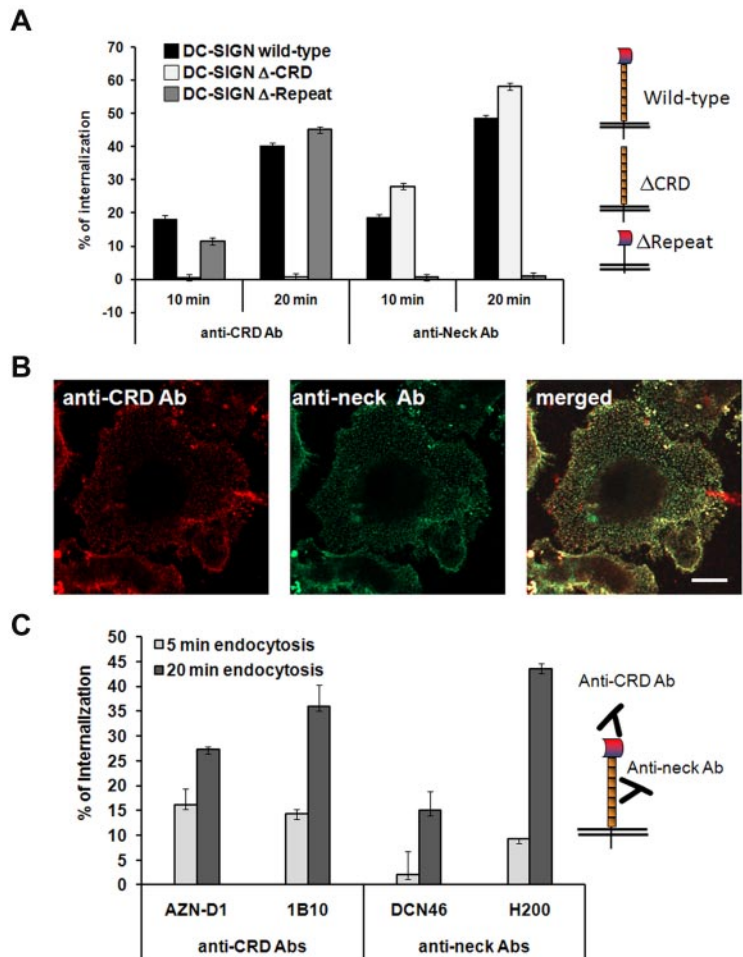 A
70
60
50
40
30
20
10
0
-10
% of internalization
DC-SIGN wild-type
DC-SIGN Δ-CRD
DC-SIGN Δ-Repeat
10 min
20 min
10 min
20 min
anti-CRD Ab
anti-Neck Ab
Wild-type
ΔCRD
ΔRepeat
B
anti-CRD Ab
anti-neck Ab
merged
C
50
45
40
35
30
25
20
15
10
5
0
% of Internalization
5 min endocytosis
20 min endocytosis
AZN-D1
1B10
DCN46
H200
anti-CRD Abs
anti-neck Abs
Anti-CRD Ab
Anti-neck Ab